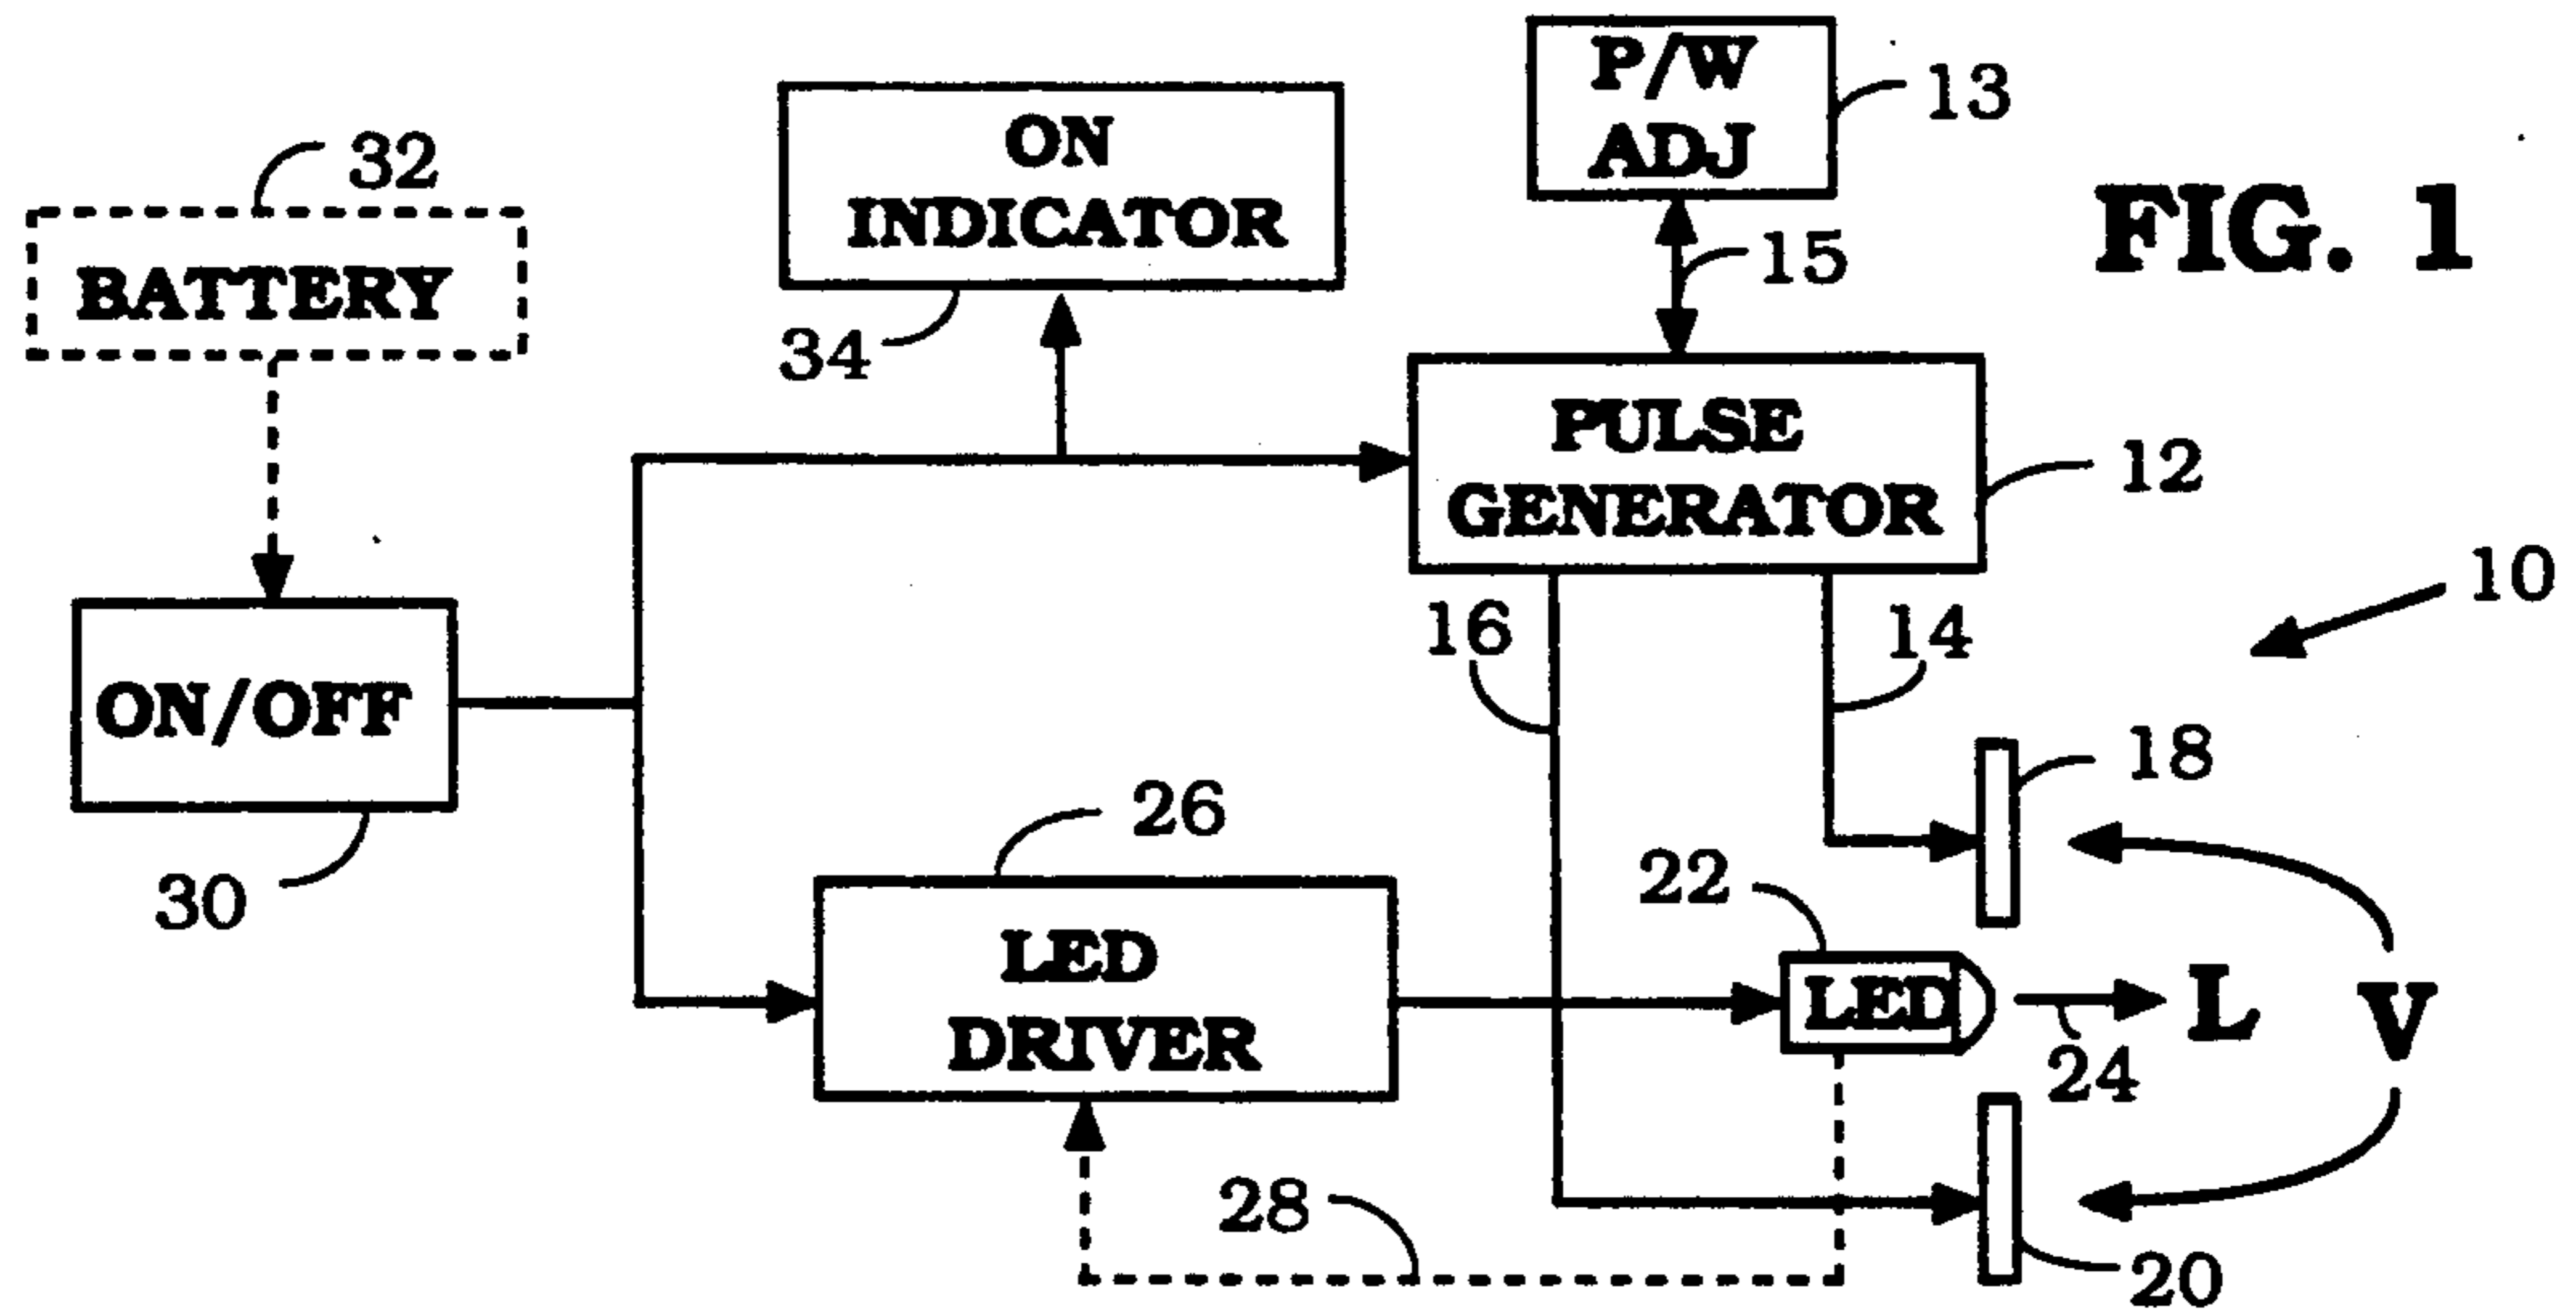 P/W
ADJ
13
ON
INDICATOR
34
32
BATTERY
15
FIG. 1
PULSE
GENERATOR
12
10
16
14
ON/OFF
30
18
26
LED
DRIVER
22
LED
24
L
V
28
20